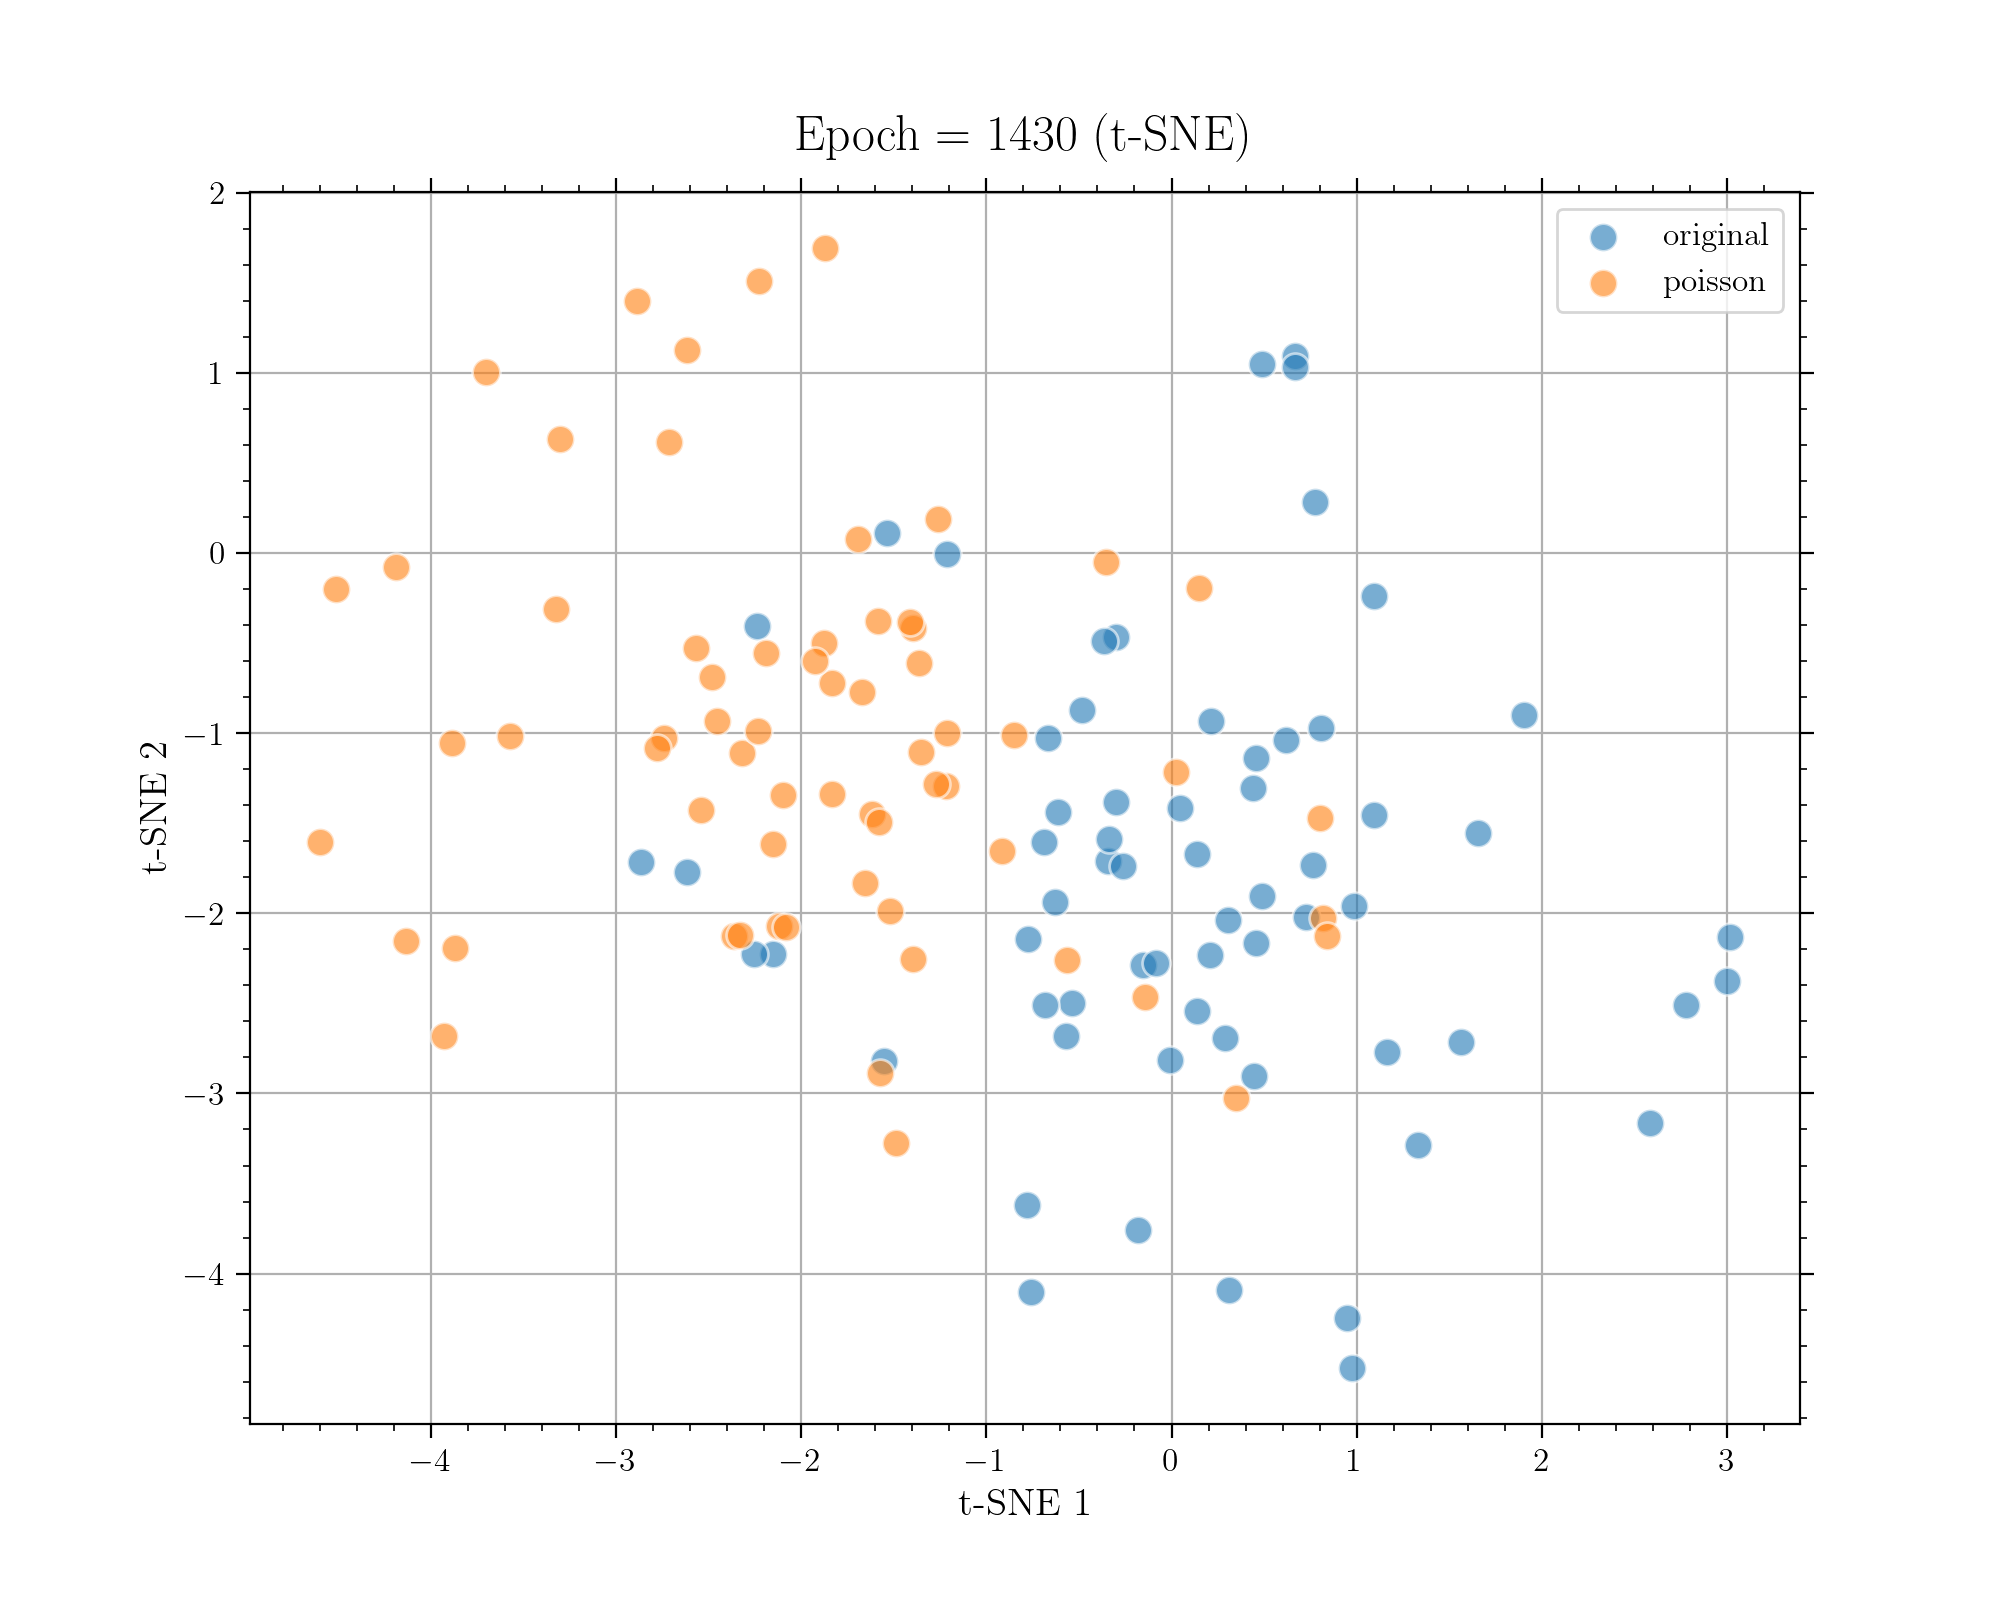 Epoch = 1430 (t-SNE)
original
poisson
2
1
0
−1
−2
−3
−4
t-SNE 2
−4 −3 −2 −1 0 1 2 3
t-SNE 1